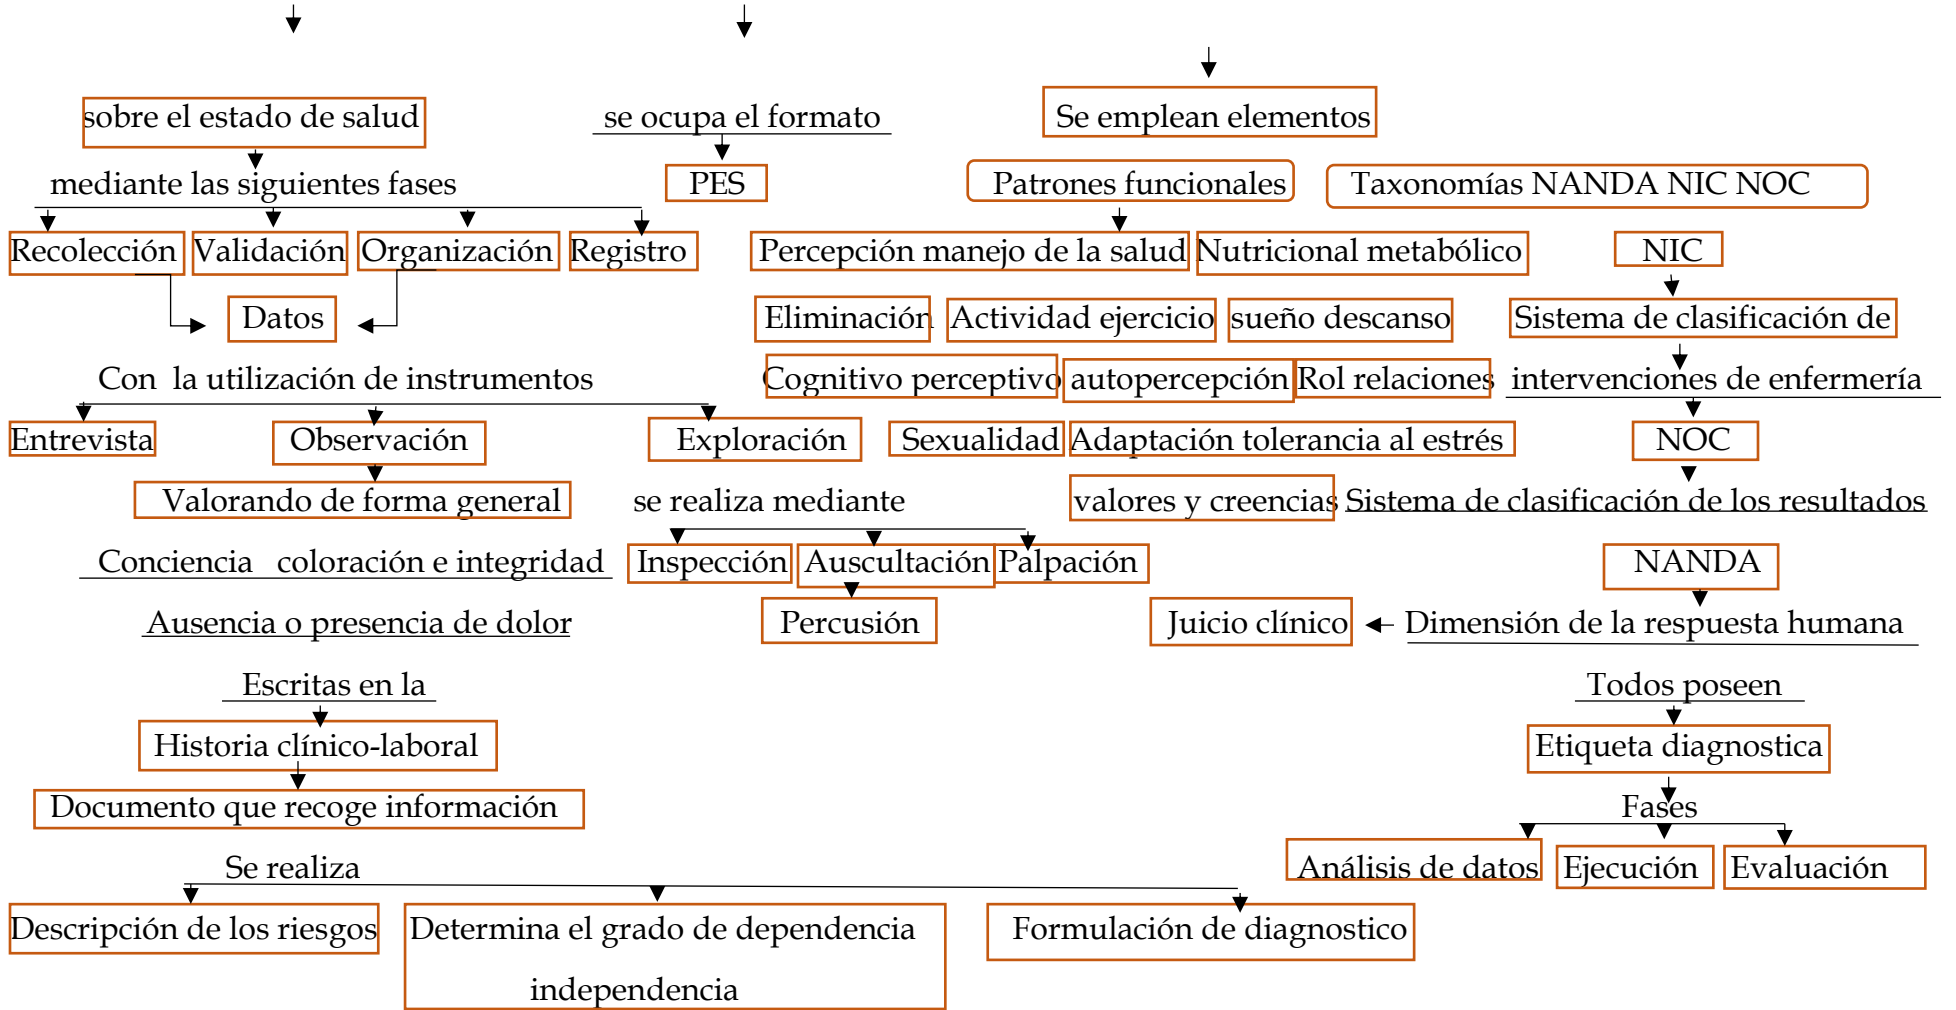 sobre el estado de salud
se ocupa el formato
Se emplean elementos
mediante las siguientes fases
PES
Patrones funcionales
Taxonomías NANDA NIC NOC
Recolección
Validación
Organización
Registro
Percepción manejo de la salud
Nutricional metabólico
NIC
Datos
Eliminación
Actividad ejercicio
sueño descanso
Sistema de clasificación de
Con la utilización de instrumentos
Cognitivo perceptivo
autopercepción
Rol relaciones
intervenciones de enfermería
Entrevista
Observación
Exploración
Sexualidad
Adaptación tolerancia al estrés
NOC
Valorando de forma general
se realiza mediante
valores y creencias
Sistema de clasificación de los resultados
Conciencia coloración e integridad
Inspección
Auscultación
Palpación
NANDA
Ausencia o presencia de dolor
Percusión
Juicio clínico
Dimensión de la respuesta humana
Escritas en la
Todos poseen
Historia clínico-laboral
Etiqueta diagnostica
Documento que recoge información
Fases
Se realiza
Análisis de datos
Ejecución
Evaluación
Descripción de los riesgos
Determina el grado de dependencia
independencia
Formulación de diagnostico